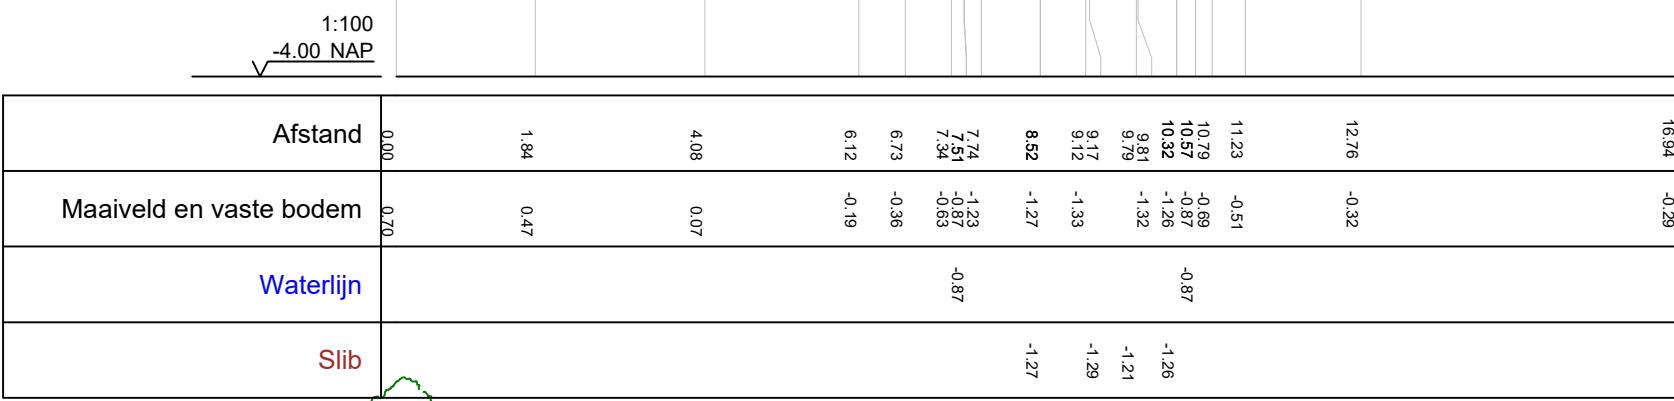 1:100
-4.00 NAP
Afstand 0.00 1.84 4.08 6.12 6.73 7.34 7.51 7.74 8.52 9.12 9.17 9.79 9.81 10.32 10.57 10.79 11.23 12.76 16.94
Maaiveld en vaste bodem 0.70 0.47 0.07 -0.19 -0.36 -0.63 -0.87 -1.23 -1.27 -1.33 -1.32 -1.26 -0.87 -0.69 -0.51 -0.32 -0.29
Waterlijn -0.87 -0.87
Slib -1.27 -1.29 -1.21 -1.26